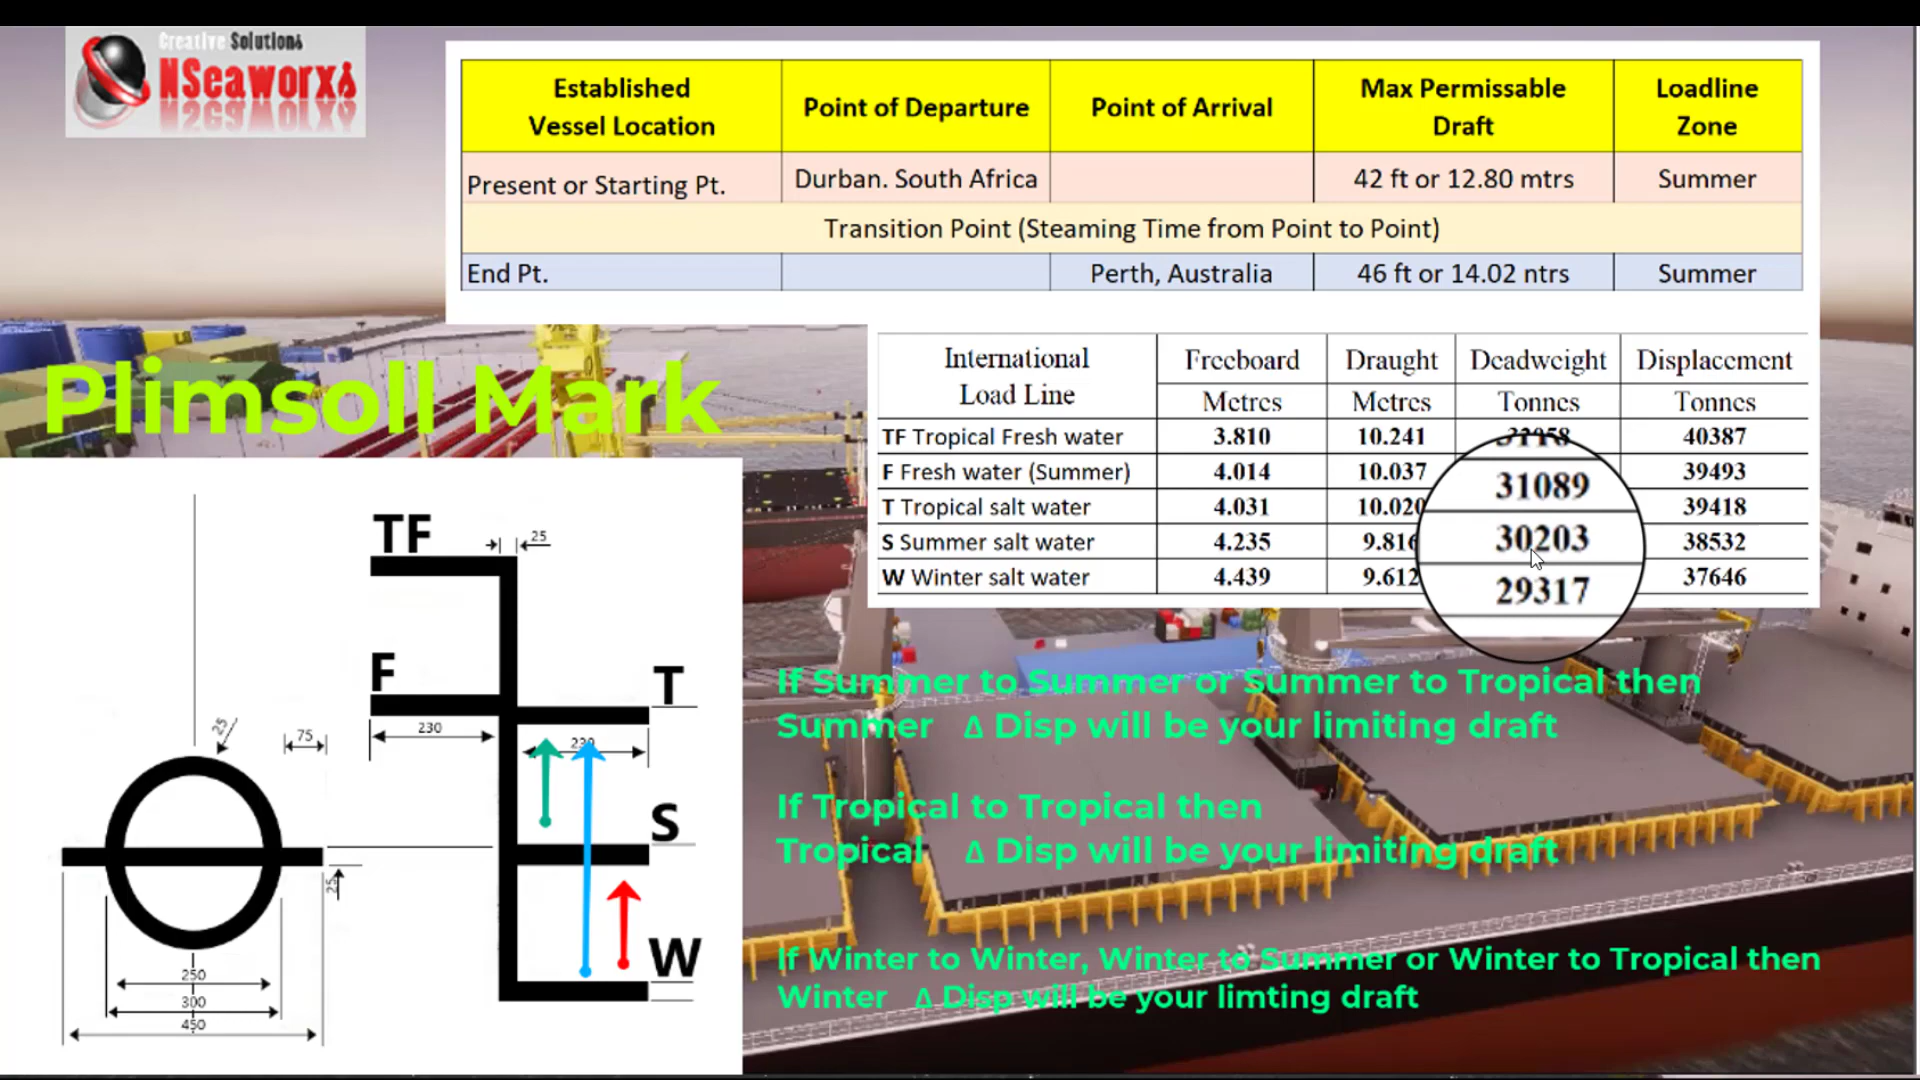 Creative Solutions
NSeaworxs
Established Vessel Location | Point of Departure | Point of Arrival | Max Permissable Draft | Loadline Zone
Present or Starting Pt. | Durban. South Africa | | 42 ft or 12.80 mtrs | Summer
Transition Point (Steaming Time from Point to Point)
End Pt. | | Perth, Australia | 46 ft or 14.02 ntrs | Summer
International Load Line | Freeboard | Draught | Deadweight | Displacement
Metres | Metres | Tonnes | Tonnes
TF Tropical Fresh water | 3.810 | 10.241 | | 40387
F Fresh water (Summer) | 4.014 | 10.037 | | 39493
T Tropical salt water | 4.031 | 10.020 | 31089 | 39418
S Summer salt water | 4.235 | 9.816 | 30203 | 38532
W Winter salt water | 4.439 | 9.612 | 29317 | 37646
Plimsoll Mark
TF
25
F
T
230
230
25
75
S
25
W
250
300
450
If Summer to Summer or Summer to Tropical then
Summer Δ Disp will be your limiting draft
If Tropical to Tropical then
Tropical Δ Disp will be your limiting draft
If Winter to Winter, Winter to Summer or Winter to Tropical then
Winter Δ Disp will be your limting draft